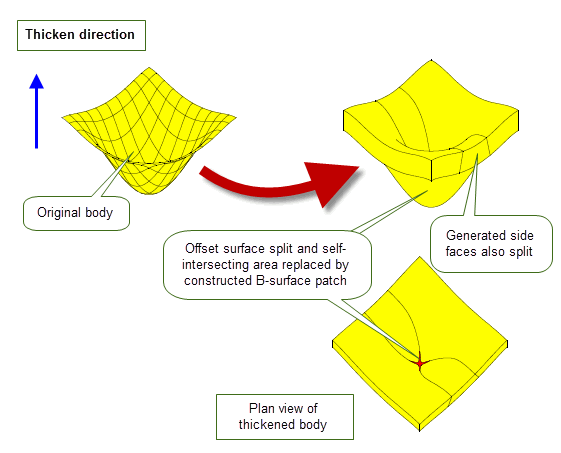 Thicken direction
Original body
Offset surface split and self-
intersecting area replaced by
constructed B-surface patch
Generated side
faces also split
Plan view of
thickened body